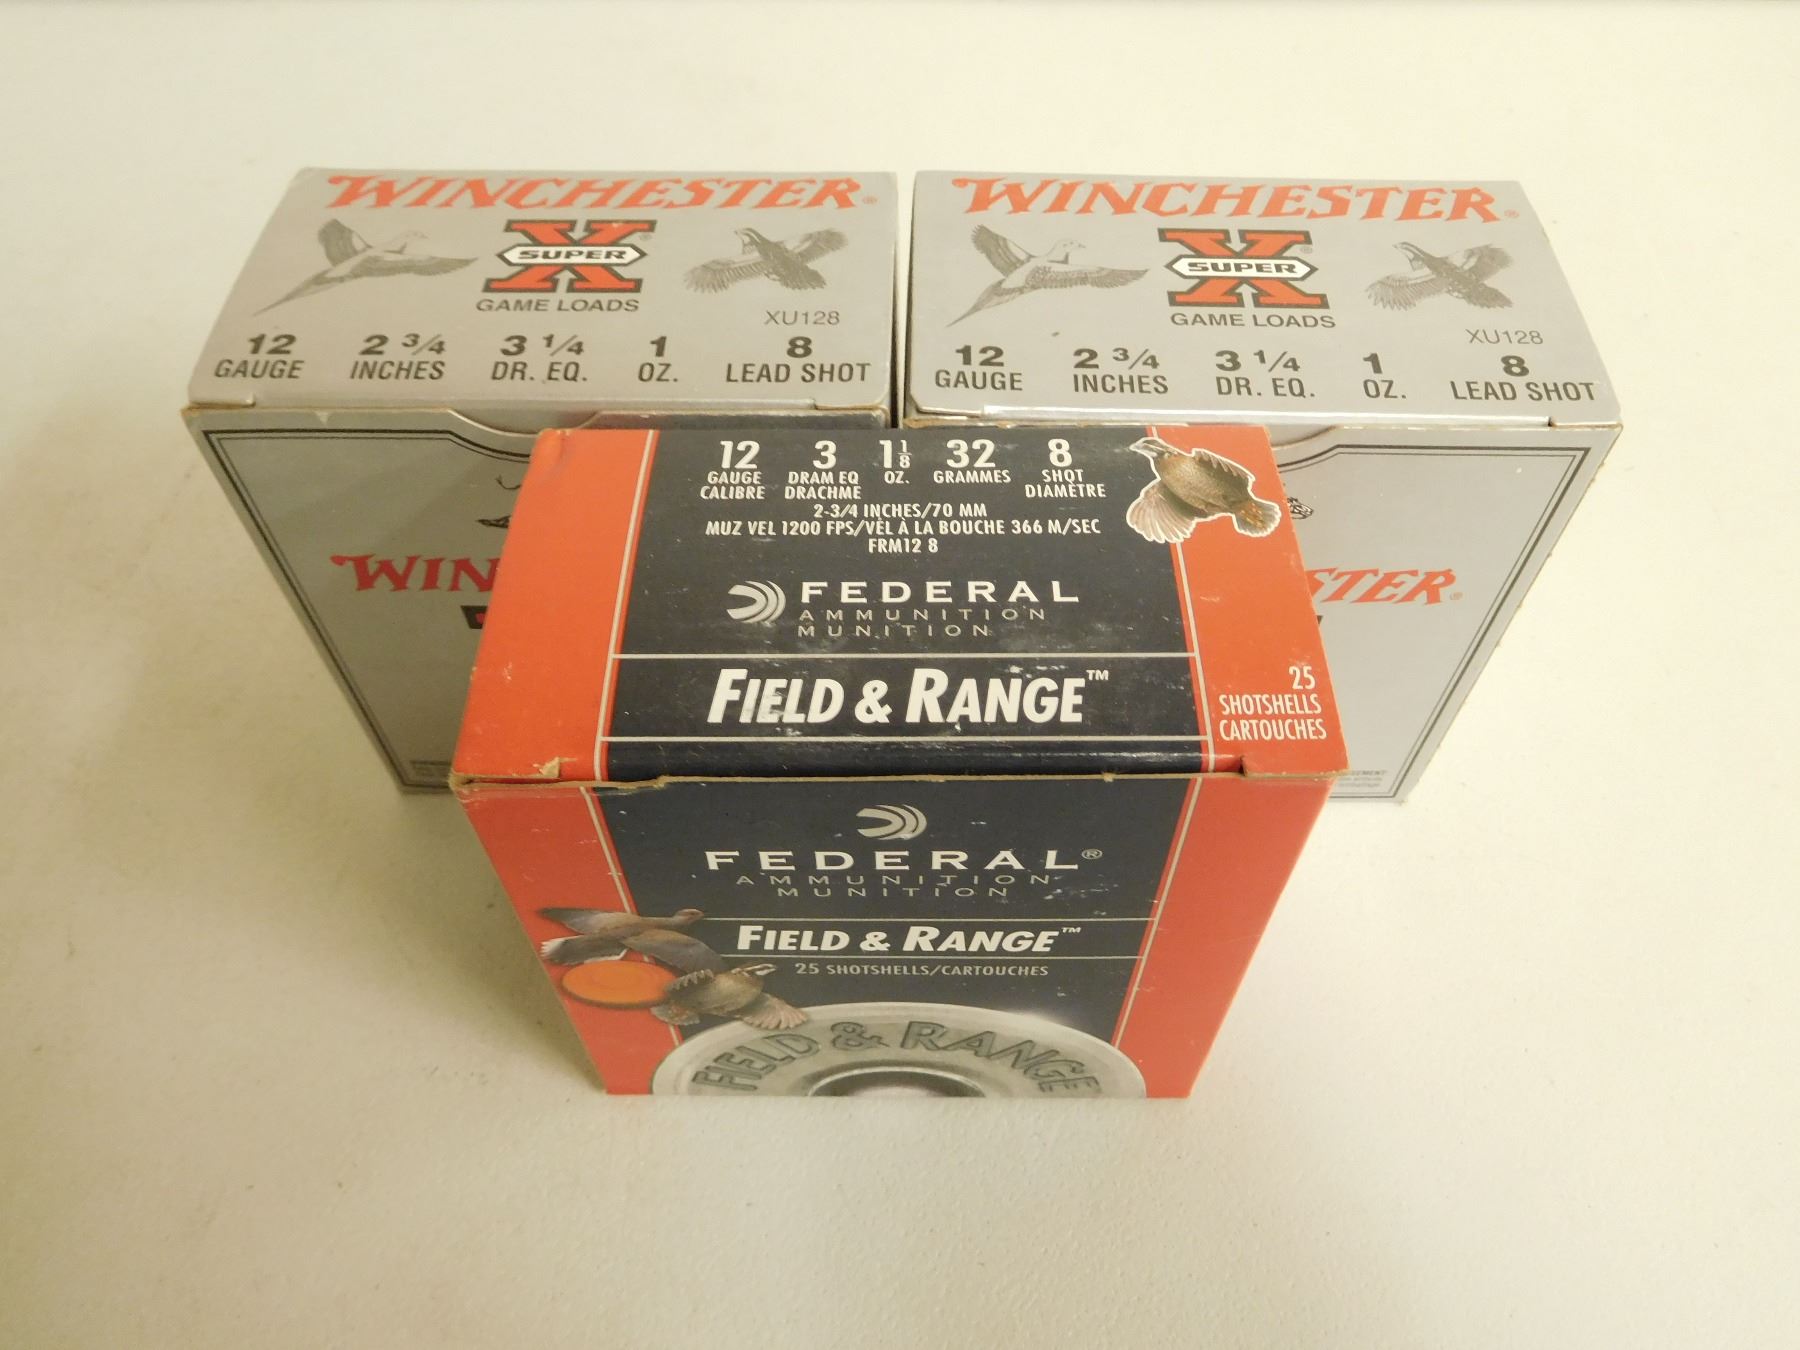 WINCHESTER®
X SUPER ®
GAME LOADS
XU128
12 GAUGE 2 3/4 INCHES 3 1/4 DR. EQ. 1 OZ. 8 LEAD SHOT
WINCHESTER®
X SUPER ®
GAME LOADS
XU128
12 GAUGE 2 3/4 INCHES 3 1/4 DR. EQ. 1 OZ. 8 LEAD SHOT
WIN
STER®
12 3 1 1/8 32 8
GAUGE DRAM EQ OZ. GRAMMES SHOT
CALIBRE DRACHME DIAMÈTRE
2-3/4 INCHES/70 MM
MUZ VEL 1200 FPS/VÉL À LA BOUCHE 366 M/SEC
FRM12 8
FEDERAL
AMMUNITION
MUNITION
FIELD & RANGE™
25
SHOTSHELLS
CARTOUCHES
FEDERAL®
AMMUNITION
MUNITION
FIELD & RANGE™
25 SHOTSHELLS/CARTOUCHES
FIELD & RANGE